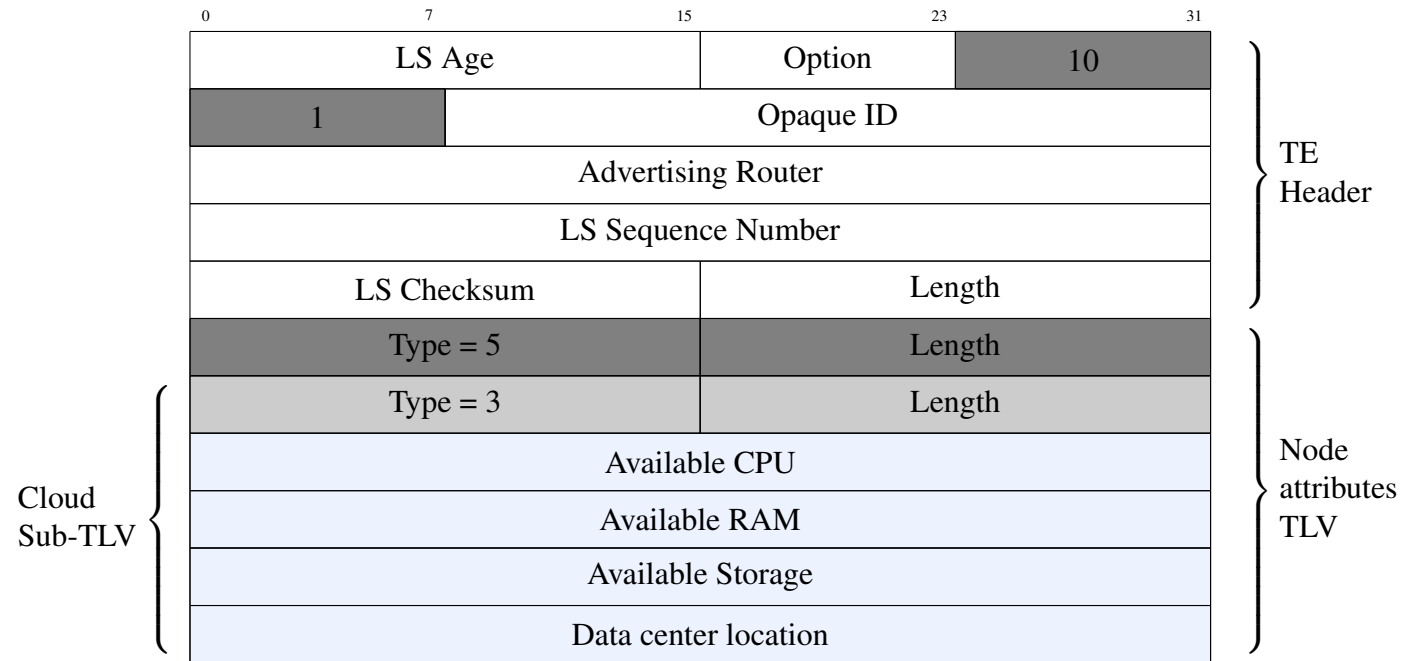 0 7 15 23 31
LS Age Option 10
1 Opaque ID
Advertising Router
LS Sequence Number
LS Checksum Length
TE
Header
Type = 5 Length
Type = 3 Length
Available CPU
Available RAM
Available Storage
Data center location
Cloud
Sub-TLV
Node
attributes
TLV